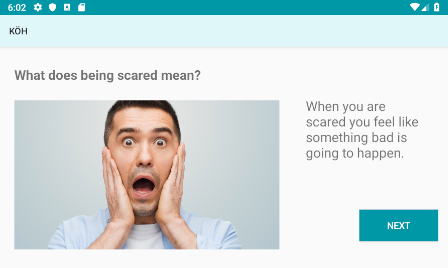 6:02
KÖH
What does being scared mean?
When you are
scared you feel like
something bad is
going to happen.
NEXT